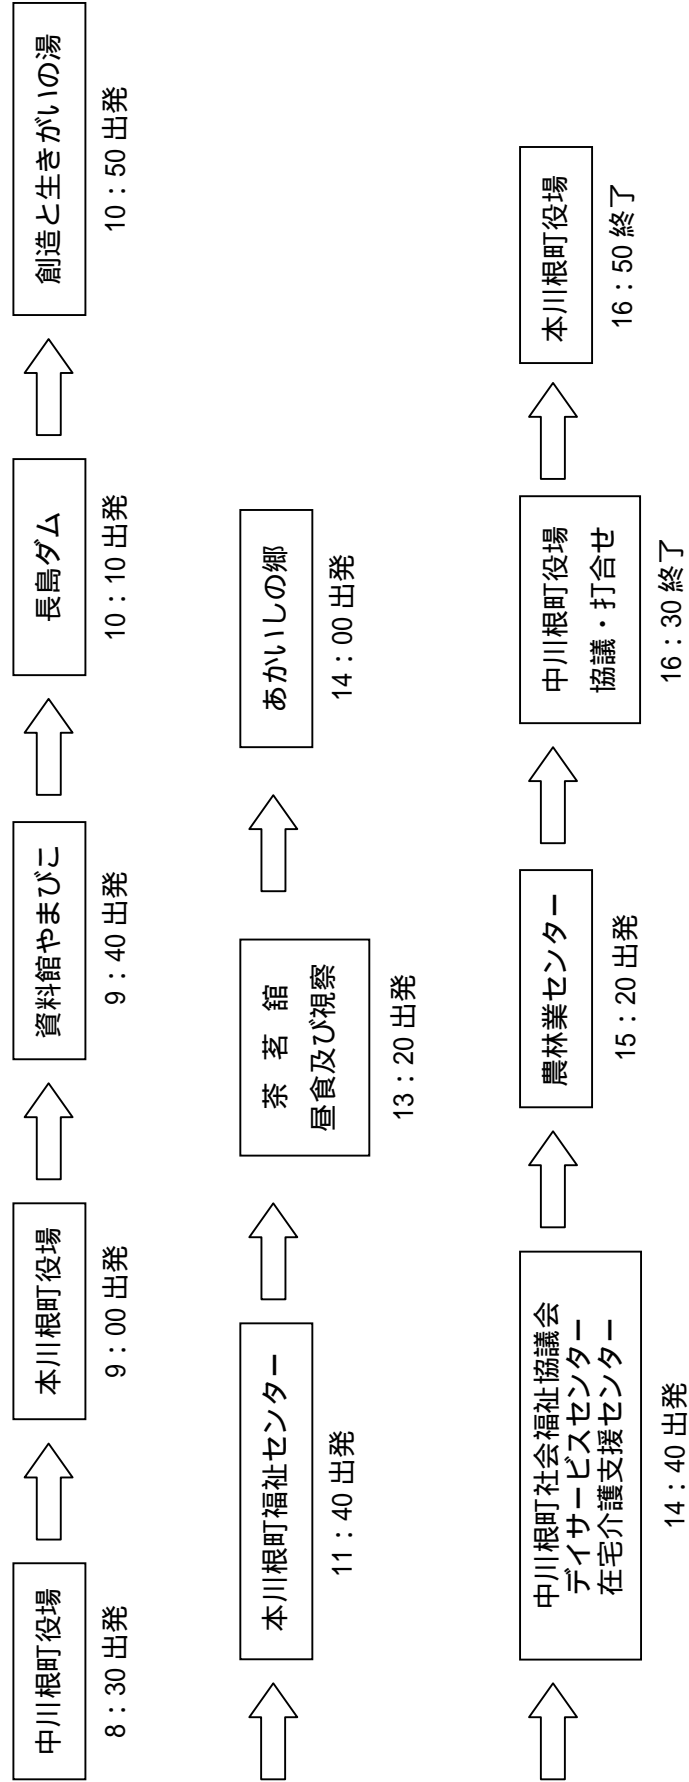 中川根町役場
8：30 出発
本川根町役場
9：00 出発
資料館やまびこ
9：40 出発
長島ダム
10：10 出発
創造と生きがいの湯
10：50 出発
本川根町福祉センター
11：40 出発
茶 茗 舘
昼食及び視察
13：20 出発
あかいしの郷
14：00 出発
中川根町社会福祉協議会
デイサービスセンター
在宅介護支援センター
14：40 出発
農林業センター
15：20 出発
中川根町役場
協議・打合せ
16：30 終了
本川根町役場
16：50 終了